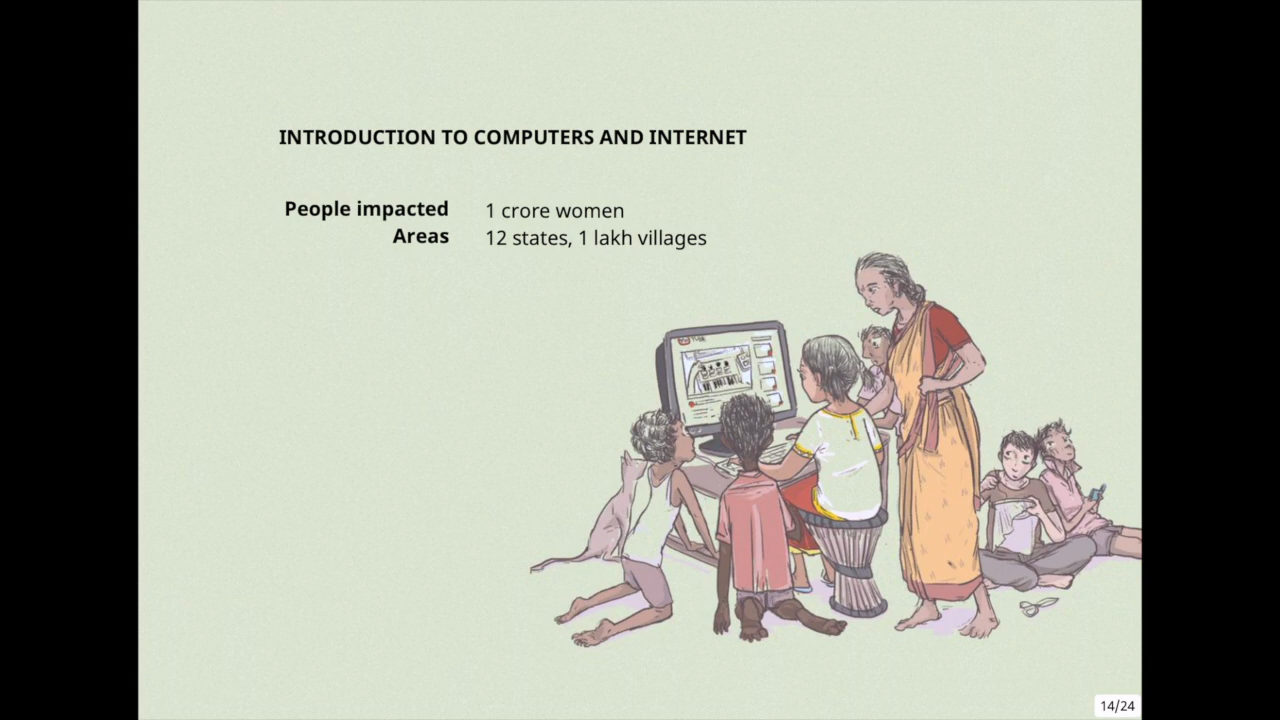 INTRODUCTION TO COMPUTERS AND INTERNET
People impacted 1 crore women
Areas 12 states, 1 lakh villages
14/24